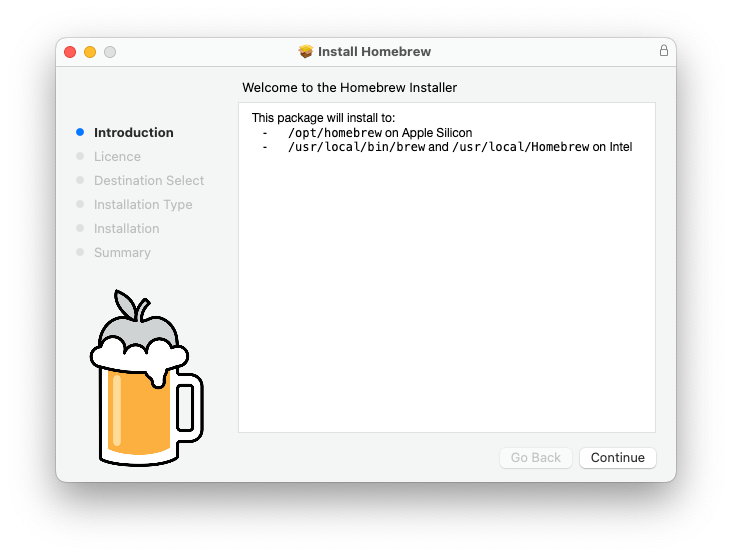 Install Homebrew
Welcome to the Homebrew Installer
Introduction
Licence
Destination Select
Installation Type
Installation
Summary
This package will install to:
- /opt/homebrew on Apple Silicon
- /usr/local/bin/brew and /usr/local/Homebrew on Intel
Go Back
Continue